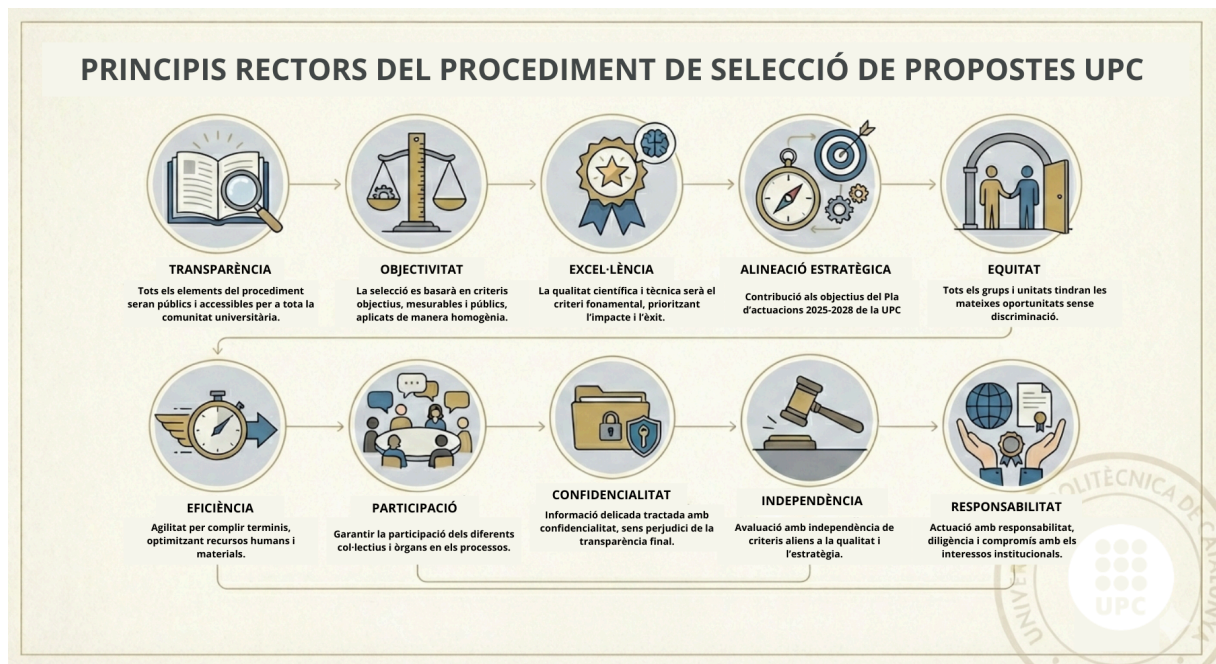 PRINCIPIS RECTORS DEL PROCEDIMENT DE SELECCIÓ DE PROPOSTES UPC
TRANSPARÈNCIA
Tots els elements del procediment
seran públics i accessibles per a tota la
comunitat universitària.
OBJECTIVITAT
La selecció es basarà en criteris
objectius, mesurables i públics,
aplicats de manera homogènia.
EXCEL·LÈNCIA
La qualitat científica i tècnica serà el
criteri fonamental, prioritzant
l'impacte i l'èxit.
ALINEACIÓ ESTRATÈGICA
Contribució als objectius del Pla
d'actuacions 2025-2028 de la UPC
EQUITAT
Tots els grups i unitats tindran les
mateixes oportunitats sense
discriminació.
EFICIÈNCIA
Agilitat per complir terminis,
optimitzant recursos humans i
materials.
PARTICIPACIÓ
Garantir la participació dels diferents
col·lectius i òrgans en els processos.
CONFIDENCIALITAT
Informació delicada tractada amb
confidencialitat, sens perjudici de la
transparència final.
INDEPENDÈNCIA
Avaluació amb independència de
criteris aliens a la qualitat i
l'estratègia.
RESPONSABILITAT
Actuació amb responsabilitat,
diligència i compromís amb els
interessos institucionals.
UPC